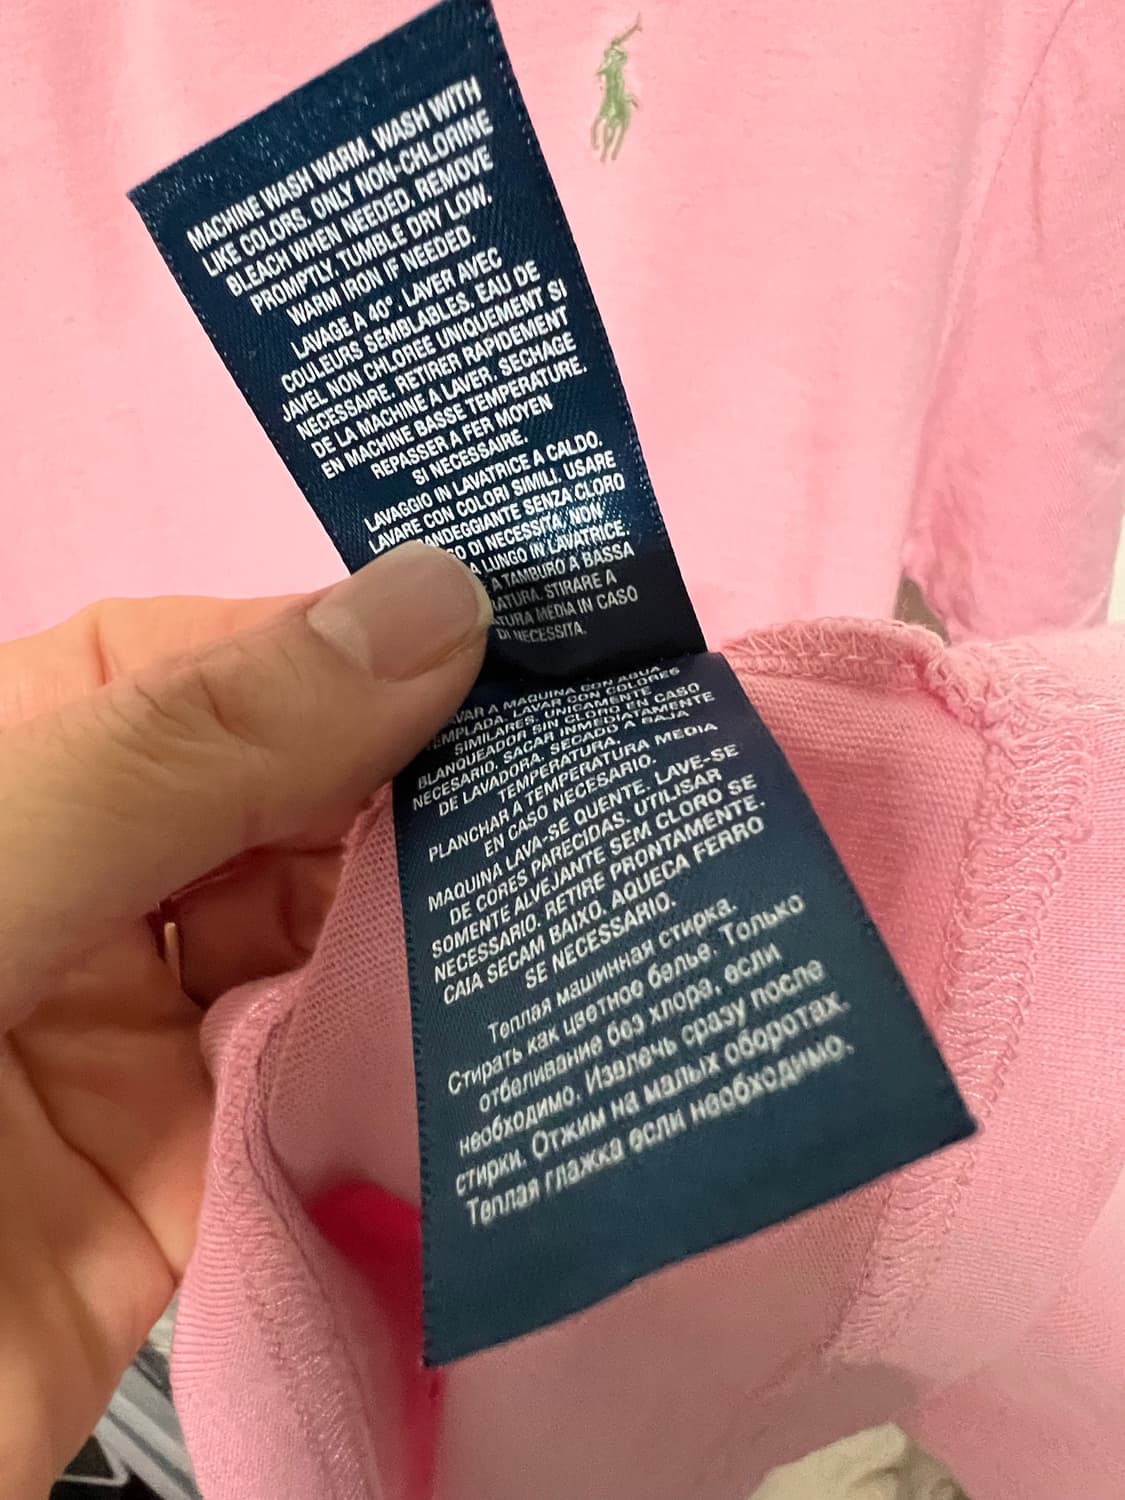 MACHINE WASH WARM. WASH WITH
LIKE COLORS. ONLY NON-CHLORINE
BLEACH WHEN NEEDED. REMOVE
PROMPTLY. TUMBLE DRY LOW.
WARM IRON IF NEEDED.
LAVAGE A 40°. LAVER AVEC
COULEURS SEMBLABLES. EAU DE
JAVEL NON CHLOREE UNIQUEMENT SI
NECESSAIRE. RETIRER RAPIDEMENT
DE LA MACHINE A LAVER. SECHAGE
EN MACHINE BASSE TEMPERATURE.
REPASSER A FER MOYEN
SI NECESSAIRE.
LAVAGGIO IN LAVATRICE A CALDO.
LAVARE CON COLORI SIMILI. USARE
ANDEGGIANTE SENZA CLORO
DI NECESSITA. NON
A LUNGO IN LAVATRICE.
A TAMBURO A BASSA
ATURA. STIRARE A
ATURA MEDIA IN CASO
DI NECESSITA.
AVAR A MAQUINA CON AGUA
TEMPLADA. LAVAR CON COLORES
SIMILARES. UNICAMENTE
BLANQUEADOR SIN CLORO EN CASO
NECESARIO. SACAR INMEDIATAMENTE
DE LAVADORA. SECADO A BAJA
TEMPERATURA.
PLANCHAR A TEMPERATURA MEDIA
EN CASO NECESARIO.
MAQUINA LAVA-SE QUENTE. LAVE-SE
DE CORES PARECIDAS. UTILISAR
SOMENTE ALVEJANTE SEM CLORO SE
NECESSARIO. RETIRE PRONTAMENTE.
CAIA SECAM BAIXO. AQUECA FERRO
SE NECESSARIO.
Теплая машинная стирка.
Стирать как цветное белье. Только
отбеливание без хлора, если
необходимо. Извлечь сразу после
стирки. Отжим на малых оборотах.
Теплая глажка если необходимо.